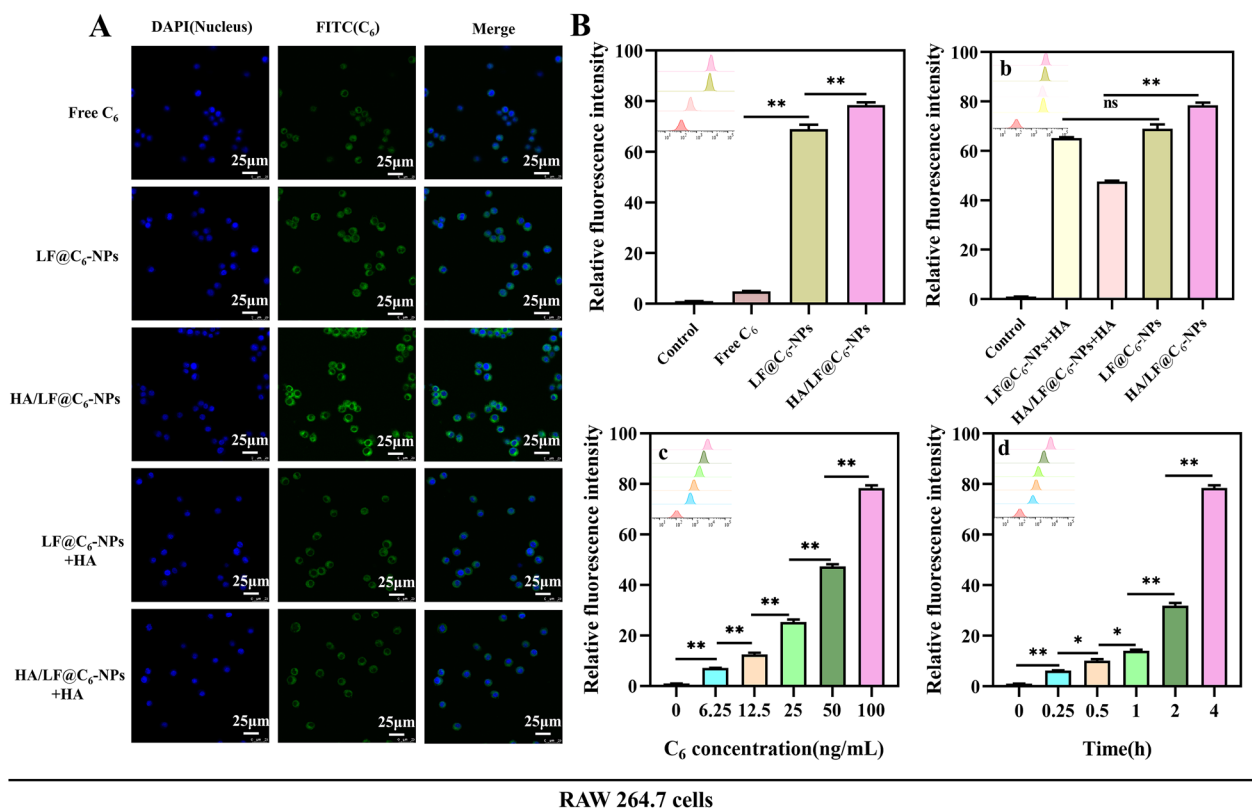 A
DAPI(Nucleus)
FITC(C₆)
Merge
Free C₆
25μm
25μm
25μm
LF@C₆-NPs
25μm
25μm
25μm
HA/LF@C₆-NPs
25μm
25μm
25μm
LF@C₆-NPs
+HA
25μm
25μm
25μm
HA/LF@C₆-NPs
+HA
25μm
25μm
25μm
B
Relative fluorescence intensity
100
80
60
40
20
0
**
**
Control
Free C₆
LF@C₆-NPs
HA/LF@C₆-NPs
b
Relative fluorescence intensity
100
80
60
40
20
0
**
ns
Control
LF@C₆-NPs+HA
HA/LF@C₆-NPs+HA
LF@C₆-NPs
HA/LF@C₆-NPs
c
Relative fluorescence intensity
100
80
60
40
20
0
**
**
**
**
**
0
6.25
12.5
25
50
100
C₆ concentration(ng/mL)
d
Relative fluorescence intensity
100
80
60
40
20
0
**
*
*
**
**
0
0.25
0.5
1
2
4
Time(h)
RAW 264.7 cells